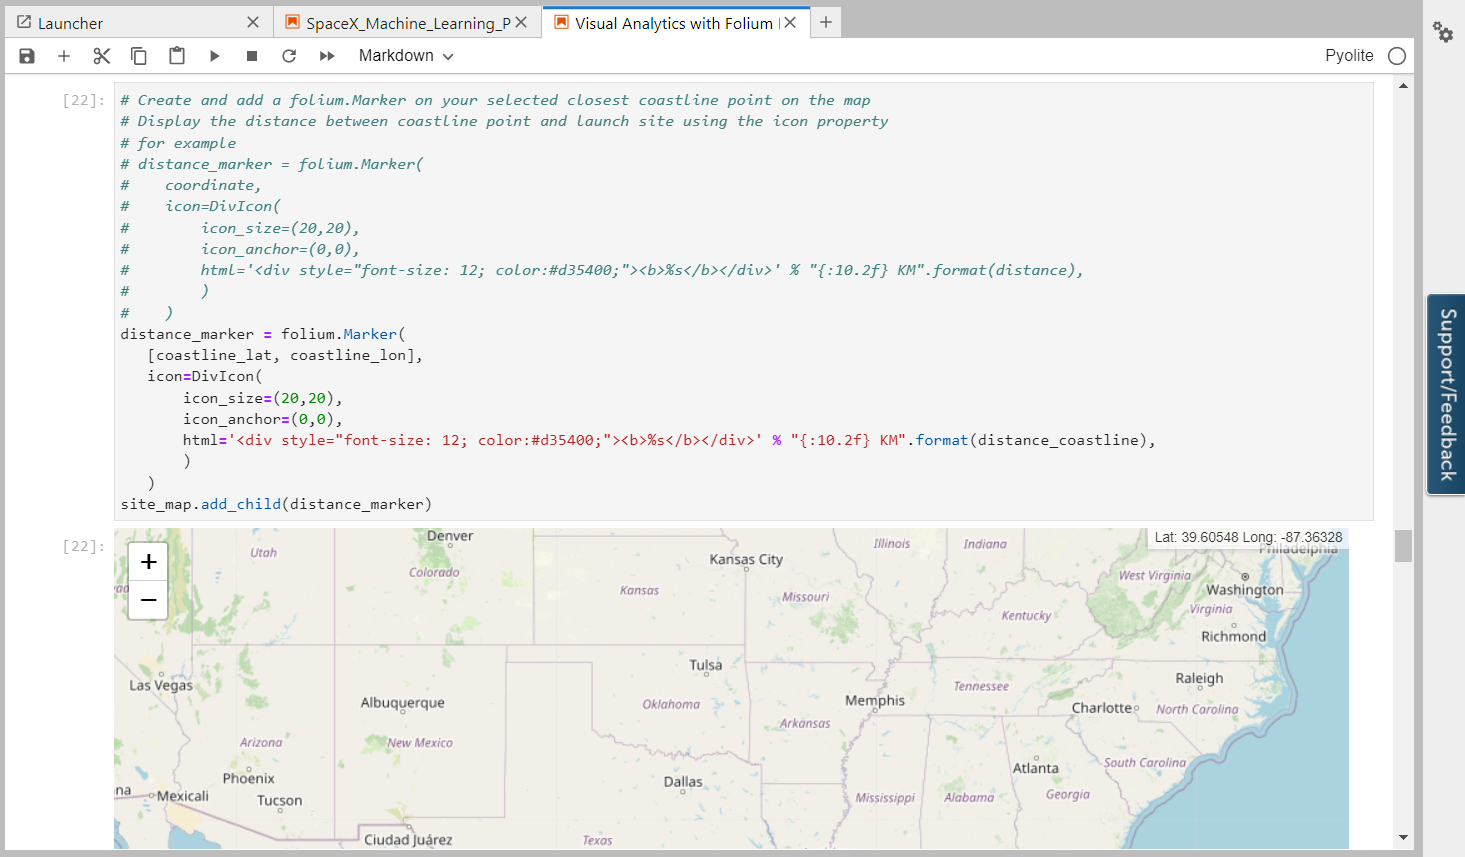 Launcher
SpaceX_Machine_Learning_P
Visual Analytics with Folium
Markdown
Pyolite
[22]:
# Create and add a folium.Marker on your selected closest coastline point on the map
# Display the distance between coastline point and launch site using the icon property
# for example
# distance_marker = folium.Marker(
#    coordinate,
#    icon=DivIcon(
#        icon_size=(20,20),
#        icon_anchor=(0,0),
#        html='<div style="font-size: 12; color:#d35400;"><b>%s</b></div>' % "{:10.2f} KM".format(distance),
#        )
#    )
distance_marker = folium.Marker(
   [coastline_lat, coastline_lon],
   icon=DivIcon(
       icon_size=(20,20),
       icon_anchor=(0,0),
       html='<div style="font-size: 12; color:#d35400;"><b>%s</b></div>' % "{:10.2f} KM".format(distance_coastline),
       )
   )
site_map.add_child(distance_marker)
Support/Feedback
[22]:
+
−
Lat: 39.60548 Long: -87.36328
Denver
Utah
Illinois
Indiana
Philadelphia
Kansas City
Colorado
West Virginia
Kansas
Missouri
Washington
Virginia
Kentucky
Richmond
Tulsa
Las Vegas
Raleigh
Tennessee
Albuquerque
Oklahoma
Memphis
Charlotte
North Carolina
Arkansas
Arizona
New Mexico
South Carolina
Phoenix
Dallas
Atlanta
Mexicali
Tucson
Mississippi
Alabama
Georgia
Ciudad Juárez
Texas